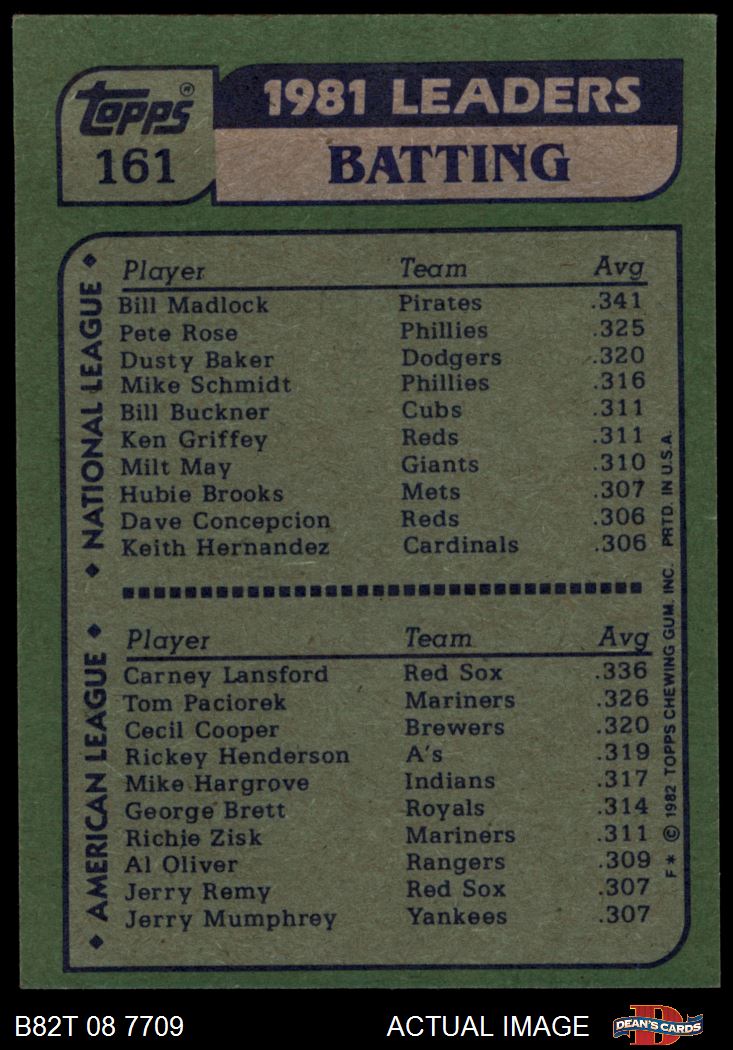 Topps®
161
1981 LEADERS
BATTING
◆ NATIONAL LEAGUE ◆
Player Team Avg
Bill Madlock Pirates .341
Pete Rose Phillies .325
Dusty Baker Dodgers .320
Mike Schmidt Phillies .316
Bill Buckner Cubs .311
Ken Griffey Reds .311
Milt May Giants .310
Hubie Brooks Mets .307
Dave Concepcion Reds .306
Keith Hernandez Cardinals .306
◆ AMERICAN LEAGUE ◆
Player Team Avg
Carney Lansford Red Sox .336
Tom Paciorek Mariners .326
Cecil Cooper Brewers .320
Rickey Henderson A's .319
Mike Hargrove Indians .317
George Brett Royals .314
Richie Zisk Mariners .311
Al Oliver Rangers .309
Jerry Remy Red Sox .307
Jerry Mumphrey Yankees .307
F* © 1982 TOPPS CHEWING GUM. INC. PRTD. IN U.S.A.
B82T 08 7709 ACTUAL IMAGE
D
DEAN'S CARDS